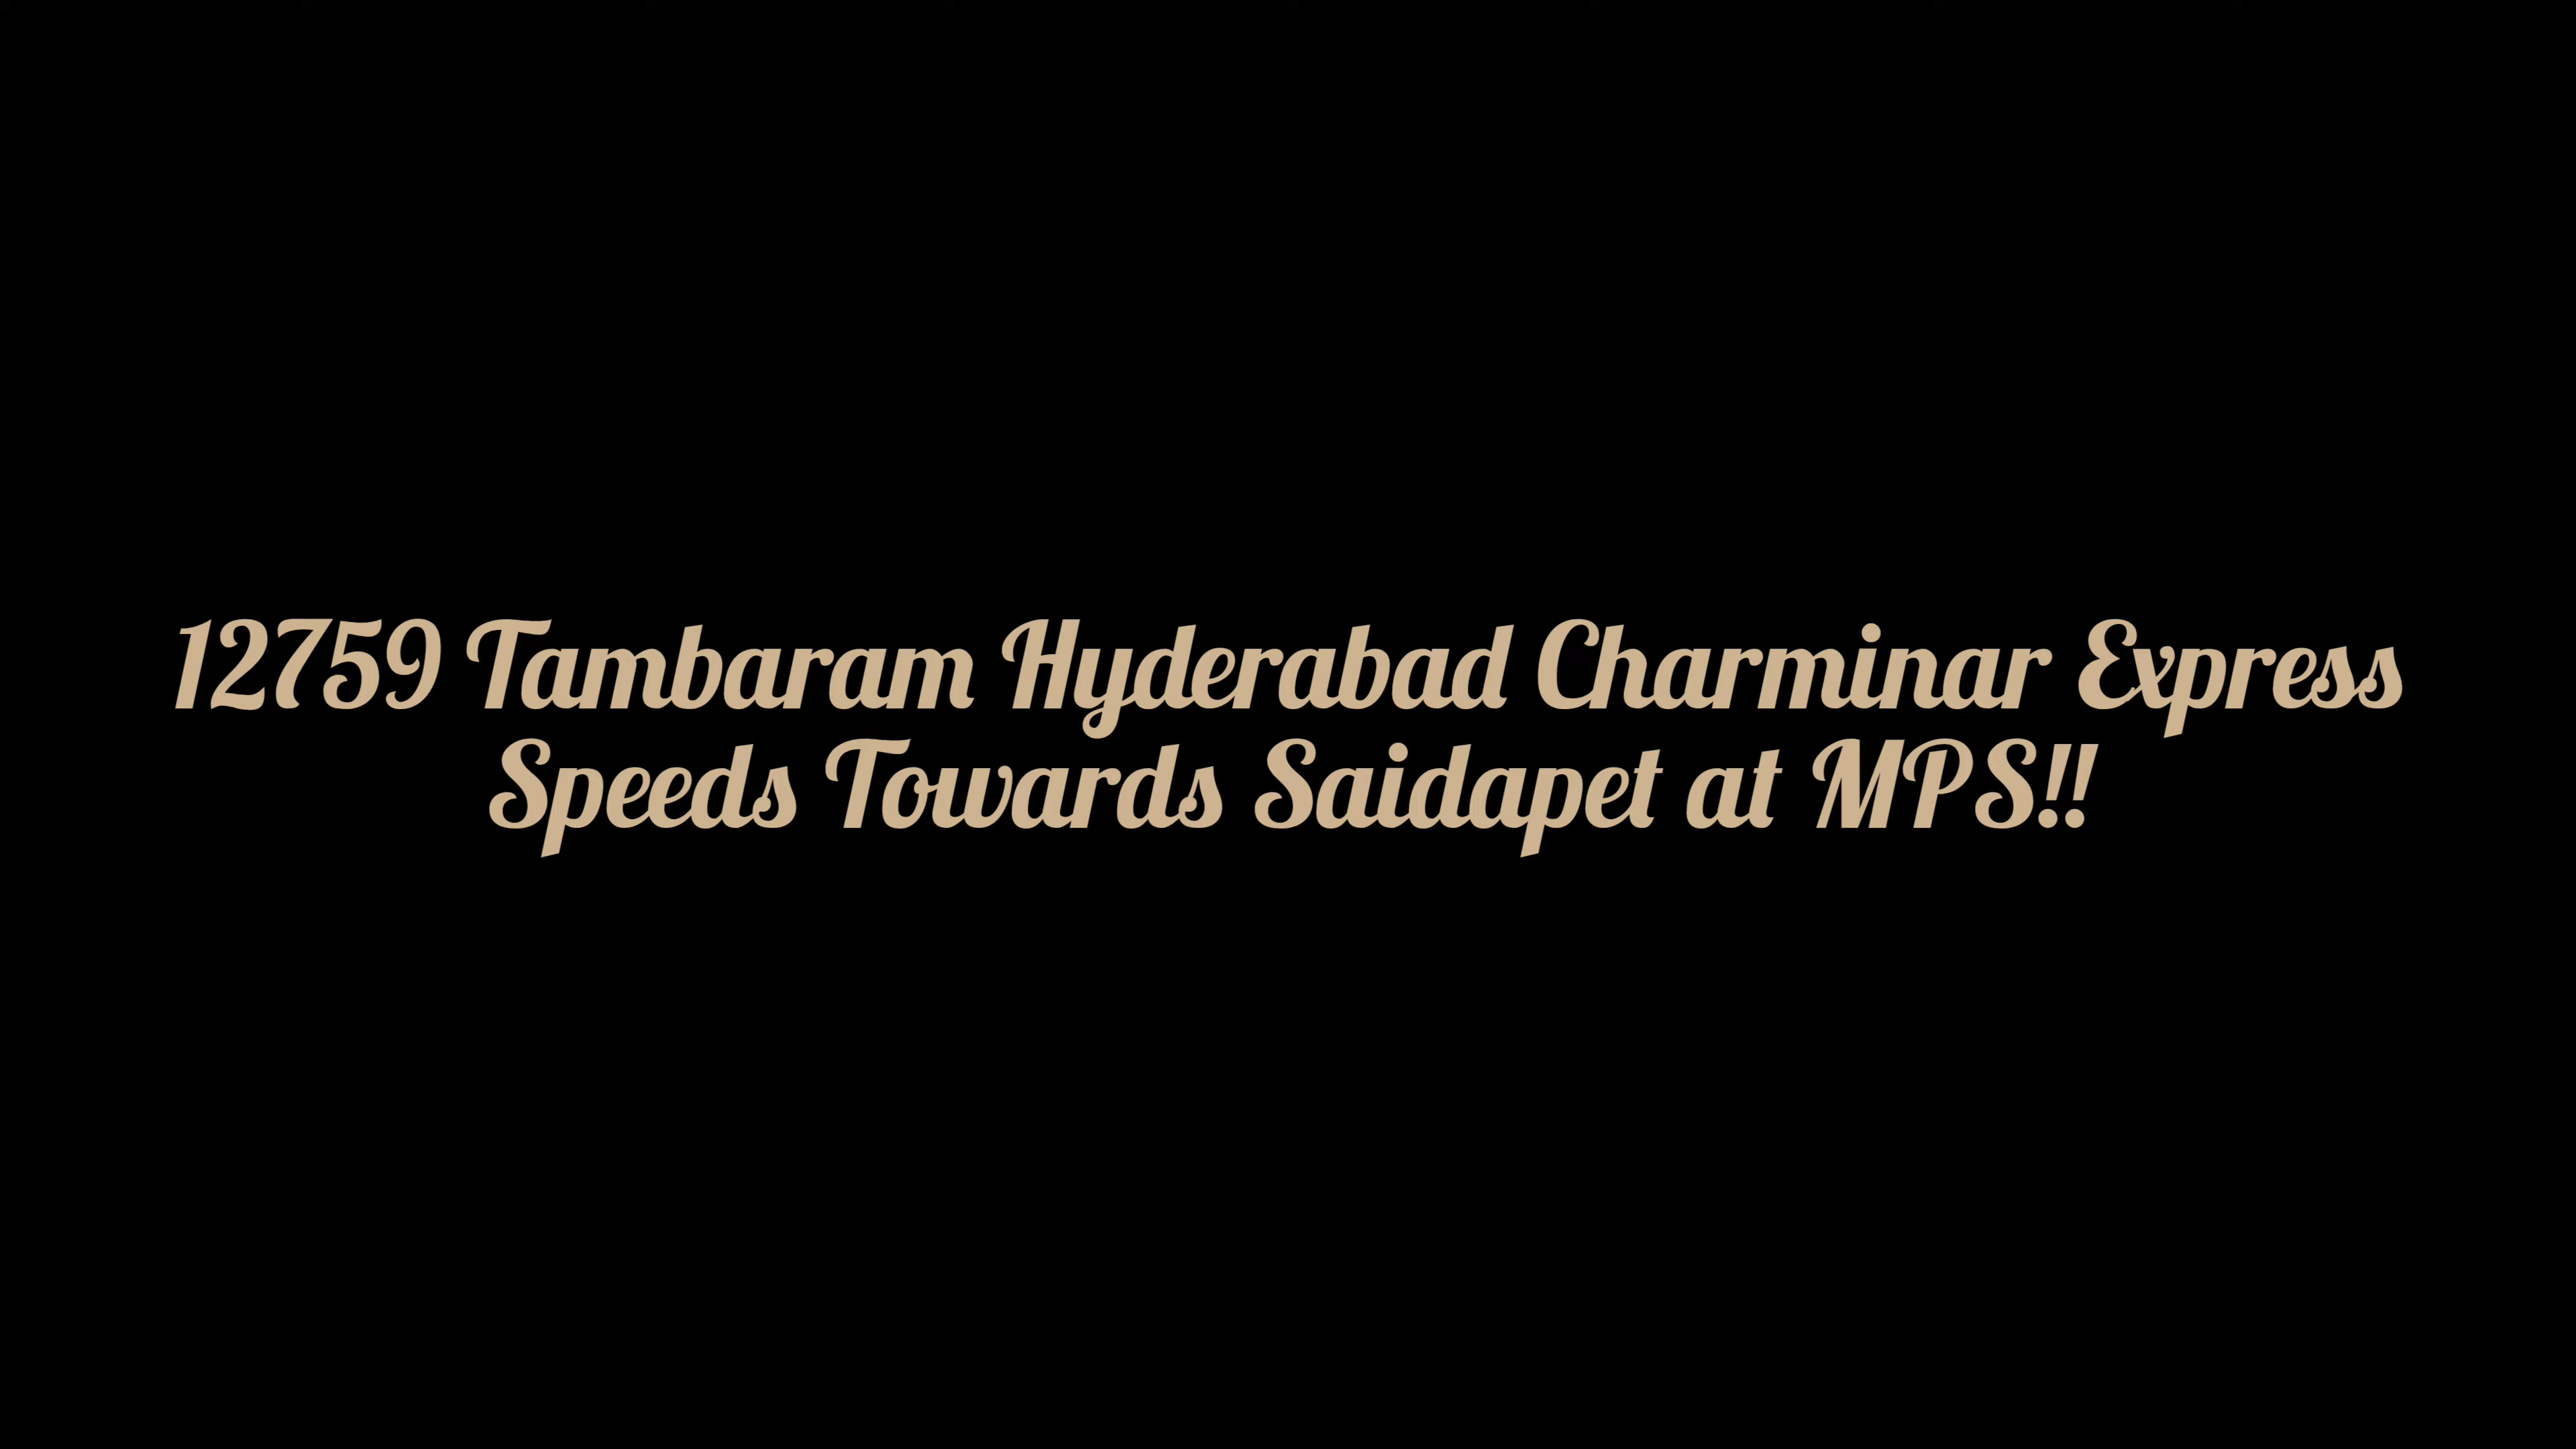 12759 Tambaram Hyderabad Charminar Express
Speeds Towards Saidapet at MPS!!